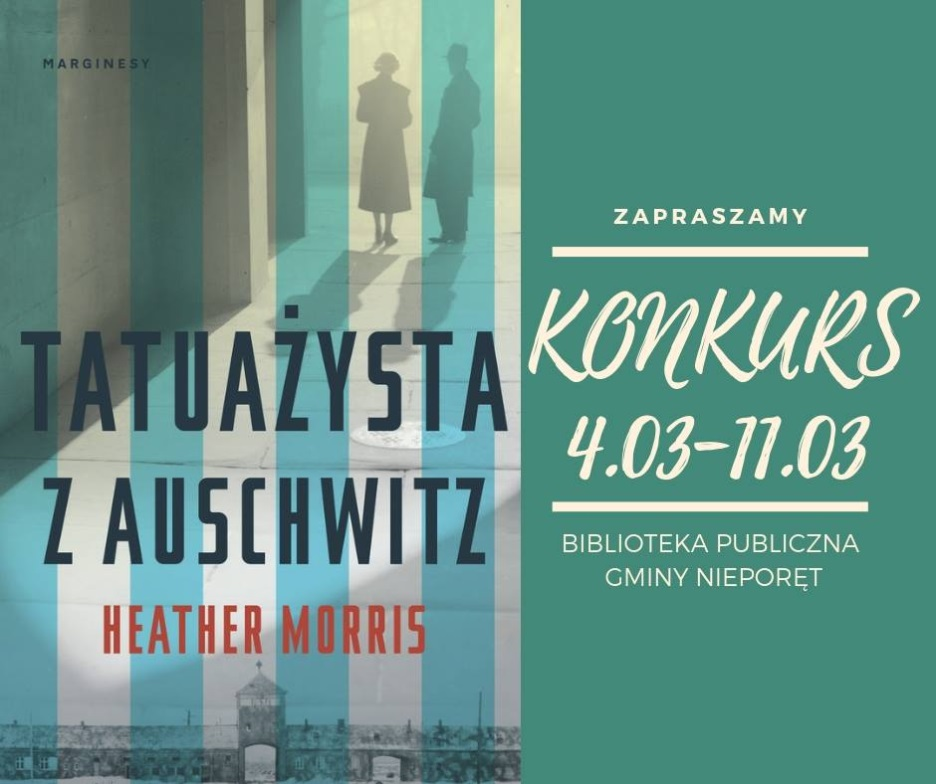 MARGINESY
TATUAŻYSTA
Z AUSCHWITZ
HEATHER MORRIS
ZAPRASZAMY
KONKURS
4.03-11.03
BIBLIOTEKA PUBLICZNA
GMINY NIEPORĘT